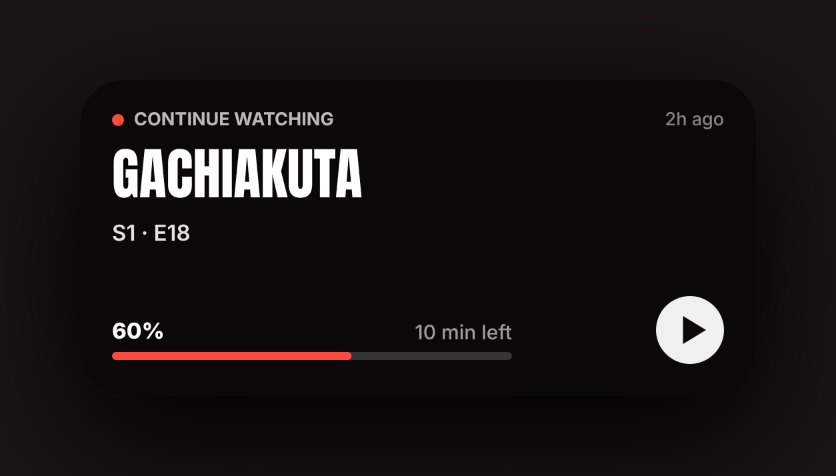 CONTINUE WATCHING
2h ago
GACHIAKUTA
S1 · E18
60%
10 min left